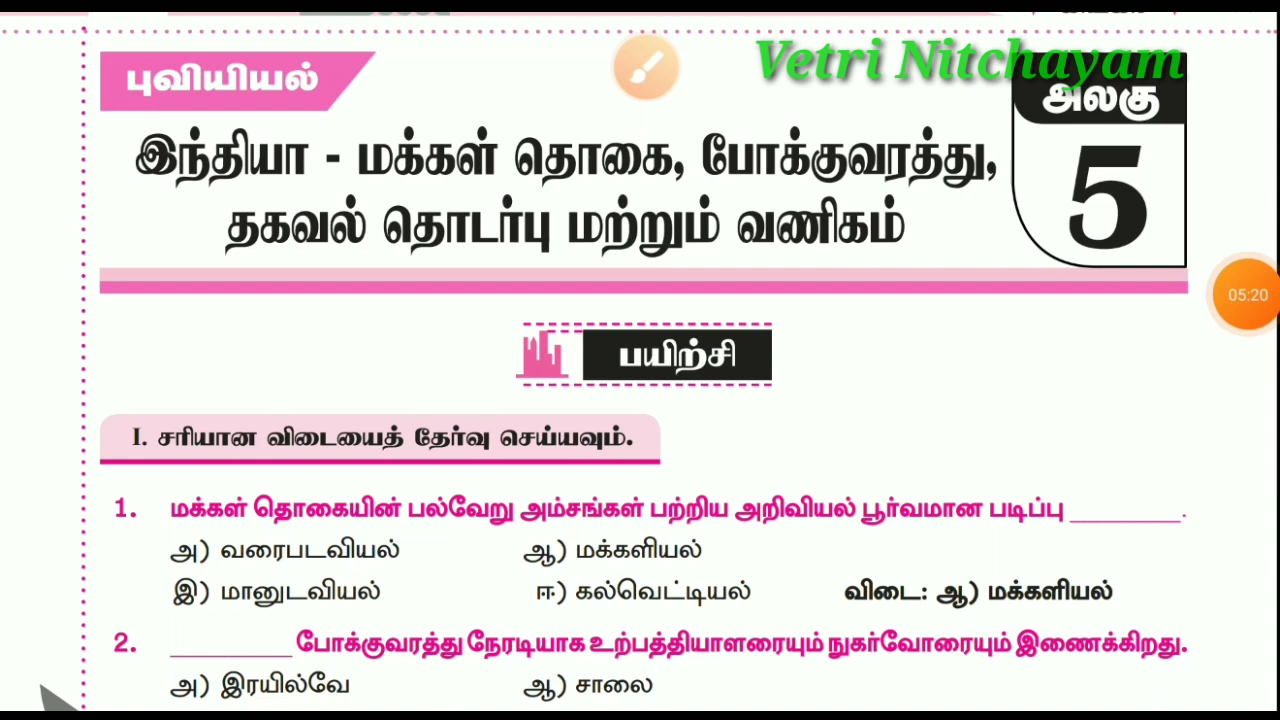 Vetri Nitchayam
புவியியல்
அலகு
5
இந்தியா - மக்கள் தொகை, போக்குவரத்து,
தகவல் தொடர்பு மற்றும் வணிகம்
05:20
பயிற்சி
I. சரியான விடையைத் தேர்வு செய்யவும்.
1. மக்கள் தொகையின் பல்வேறு அம்சங்கள் பற்றிய அறிவியல் பூர்வமான படிப்பு ________.
அ) வரைபடவியல் ஆ) மக்களியல்
இ) மானுடவியல் ஈ) கல்வெட்டியல் விடை: ஆ) மக்களியல்
2. ________ போக்குவரத்து நேரடியாக உற்பத்தியாளரையும் நுகர்வோரையும் இணைக்கிறது.
அ) இரயில்வே ஆ) சாலை